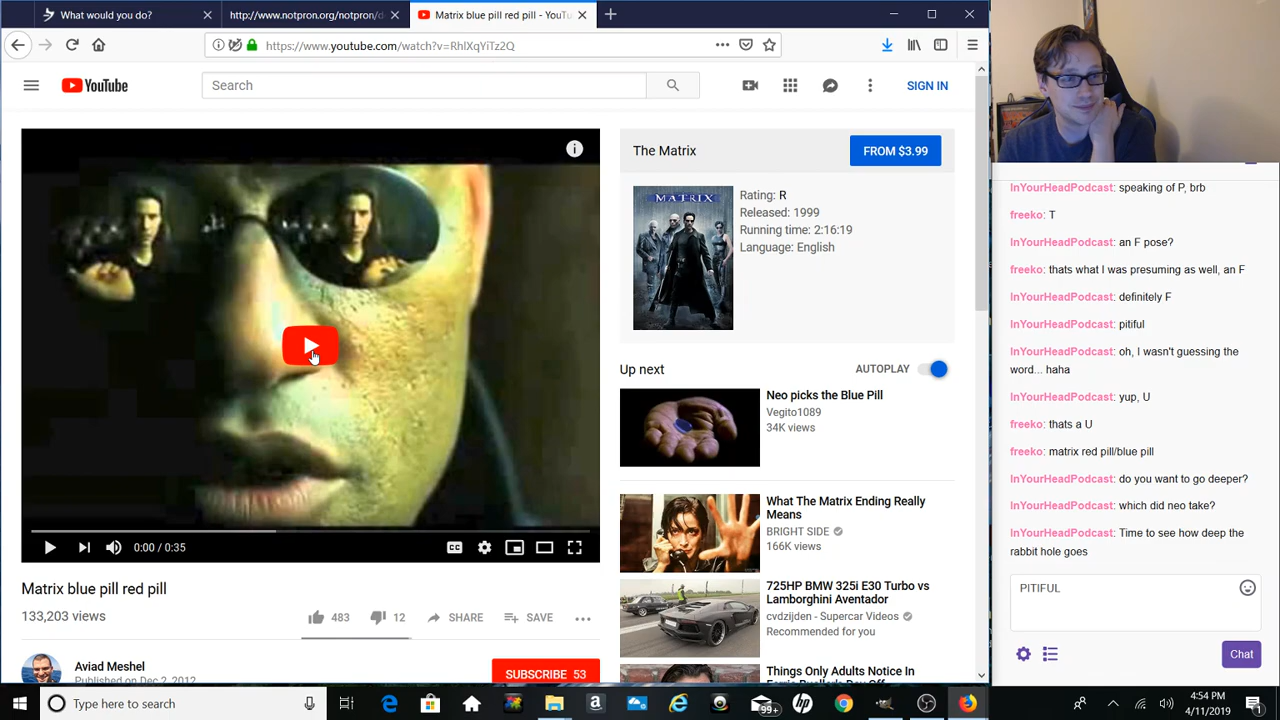 What would you do?
http://www.notpron.org/notpron/d
Matrix blue pill red pill - YouTu
https://www.youtube.com/watch?v=RhlXqYiTz2Q
YouTube
Search
SIGN IN
The Matrix
FROM $3.99
MATRIX
Rating: R
Released: 1999
Running time: 2:16:19
Language: English
Up next
AUTOPLAY
Neo picks the Blue Pill
Vegito1089
34K views
What The Matrix Ending Really
Means
BRIGHT SIDE
166K views
725HP BMW 325i E30 Turbo vs
Lamborghini Aventador
cvdzijden - Supercar Videos
Recommended for you
Things Only Adults Notice In
0:00 / 0:35
CC
Matrix blue pill red pill
133,203 views
483
12
SHARE
SAVE
Aviad Meshel
Published on Dec 2, 2012
SUBSCRIBE 53
InYourHeadPodcast: speaking of P, brb
freeko: T
InYourHeadPodcast: an F pose?
freeko: thats what I was presuming as well, an F
InYourHeadPodcast: definitely F
InYourHeadPodcast: pitiful
InYourHeadPodcast: oh, I wasn't guessing the
word... haha
InYourHeadPodcast: yup, U
freeko: thats a U
freeko: matrix red pill/blue pill
InYourHeadPodcast: do you want to go deeper?
InYourHeadPodcast: which did neo take?
InYourHeadPodcast: Time to see how deep the
rabbit hole goes
PITIFUL
Chat
Type here to search
99+
4:54 PM
4/11/2019